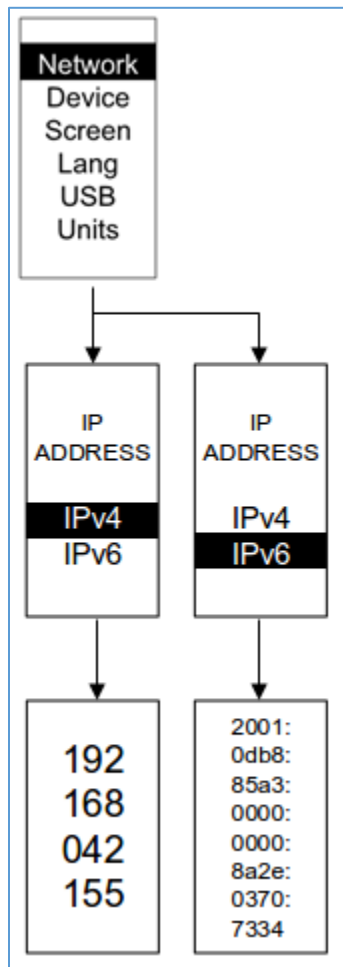 Network
Device
Screen
Lang
USB
Units
IP
ADDRESS
IPv4
IPv6
IP
ADDRESS
IPv4
IPv6
192
168
042
155
2001:
0db8:
85a3:
0000:
0000:
8a2e:
0370:
7334